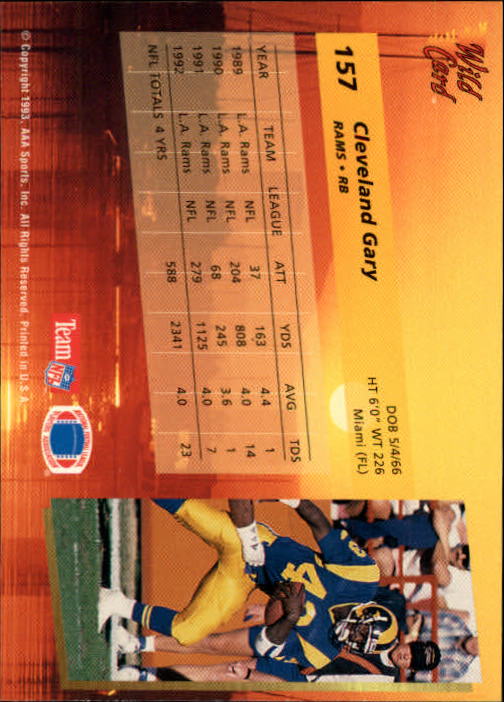 Wild
Card
157 Cleveland Gary
RAMS • RB
DOB 5/4/66
HT 6'0" WT 226
Miami (FL)
YEAR TEAM LEAGUE ATT YDS AVG TDS
1989 L.A. Rams NFL 37 163 4.4 1
1990 L.A. Rams NFL 204 808 4.0 14
1991 L.A. Rams NFL 68 245 3.6 1
1992 L.A. Rams NFL 279 1125 4.0 7
NFL TOTALS 4 YRS 588 2341 4.0 23
Team NFL
© Copyright 1993, AAA Sports, Inc. All Rights Reserved. Printed in U.S.A.